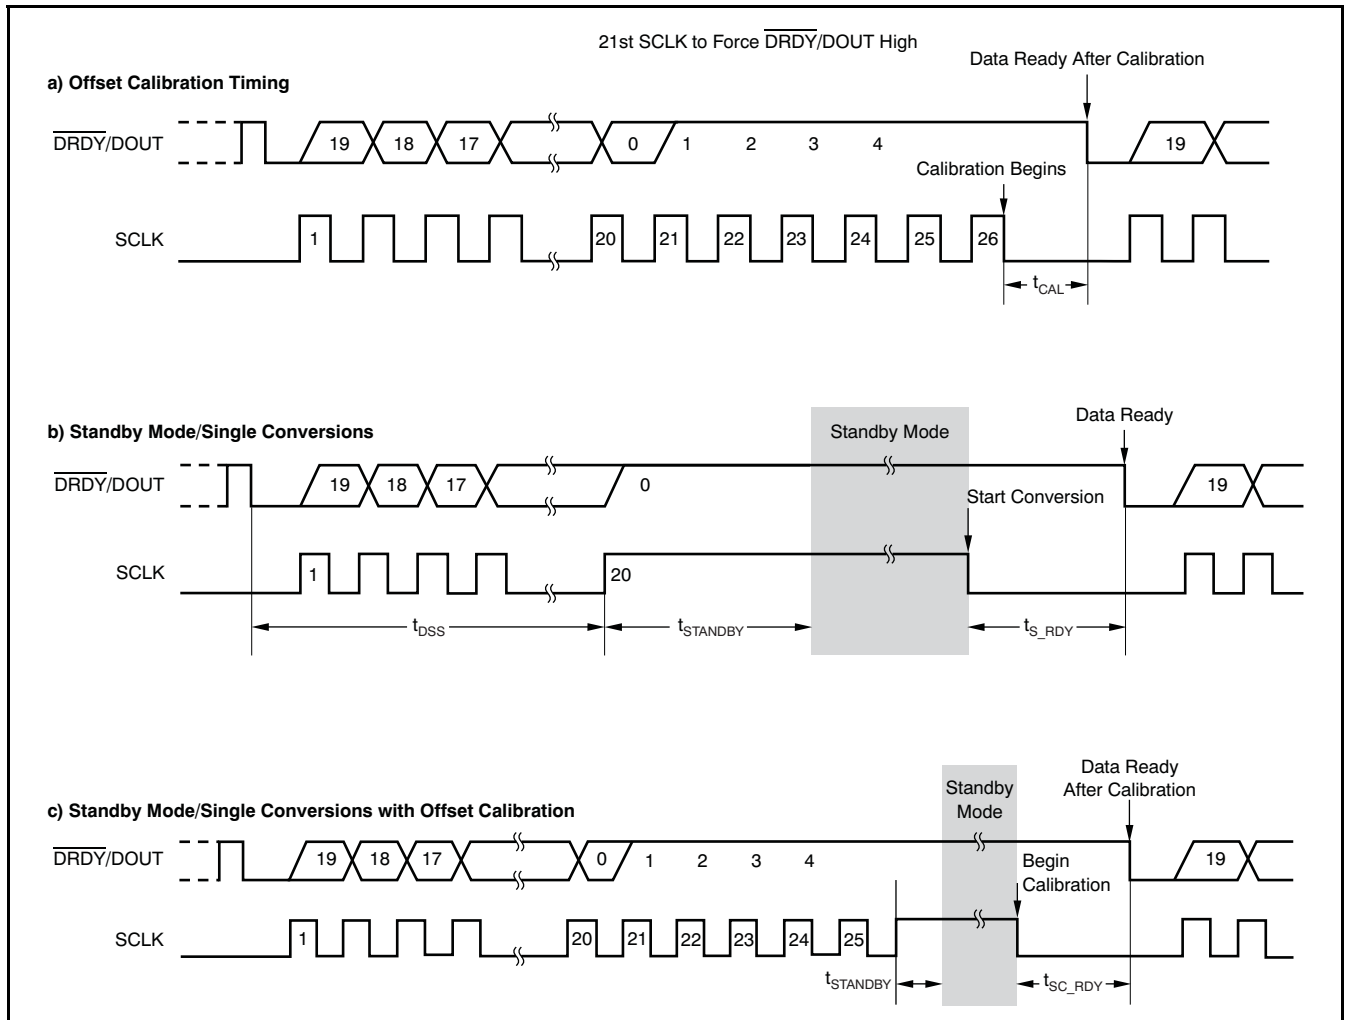 21st SCLK to Force DRDY/DOUT High
Data Ready After Calibration
a) Offset Calibration Timing
DRDY/DOUT
19 18 17 0 1 2 3 4 19
Calibration Begins
SCLK
1 20 21 22 23 24 25 26
tCAL
b) Standby Mode/Single Conversions
Standby Mode
Data Ready
DRDY/DOUT
19 18 17 0 19
Start Conversion
SCLK
1 20
tDSS tSTANDBY tS_RDY
c) Standby Mode/Single Conversions with Offset Calibration
Standby
Mode
Data Ready
After Calibration
DRDY/DOUT
19 18 17 0 1 2 3 4 19
Begin
Calibration
SCLK
1 20 21 22 23 24 25
tSTANDBY tSC_RDY